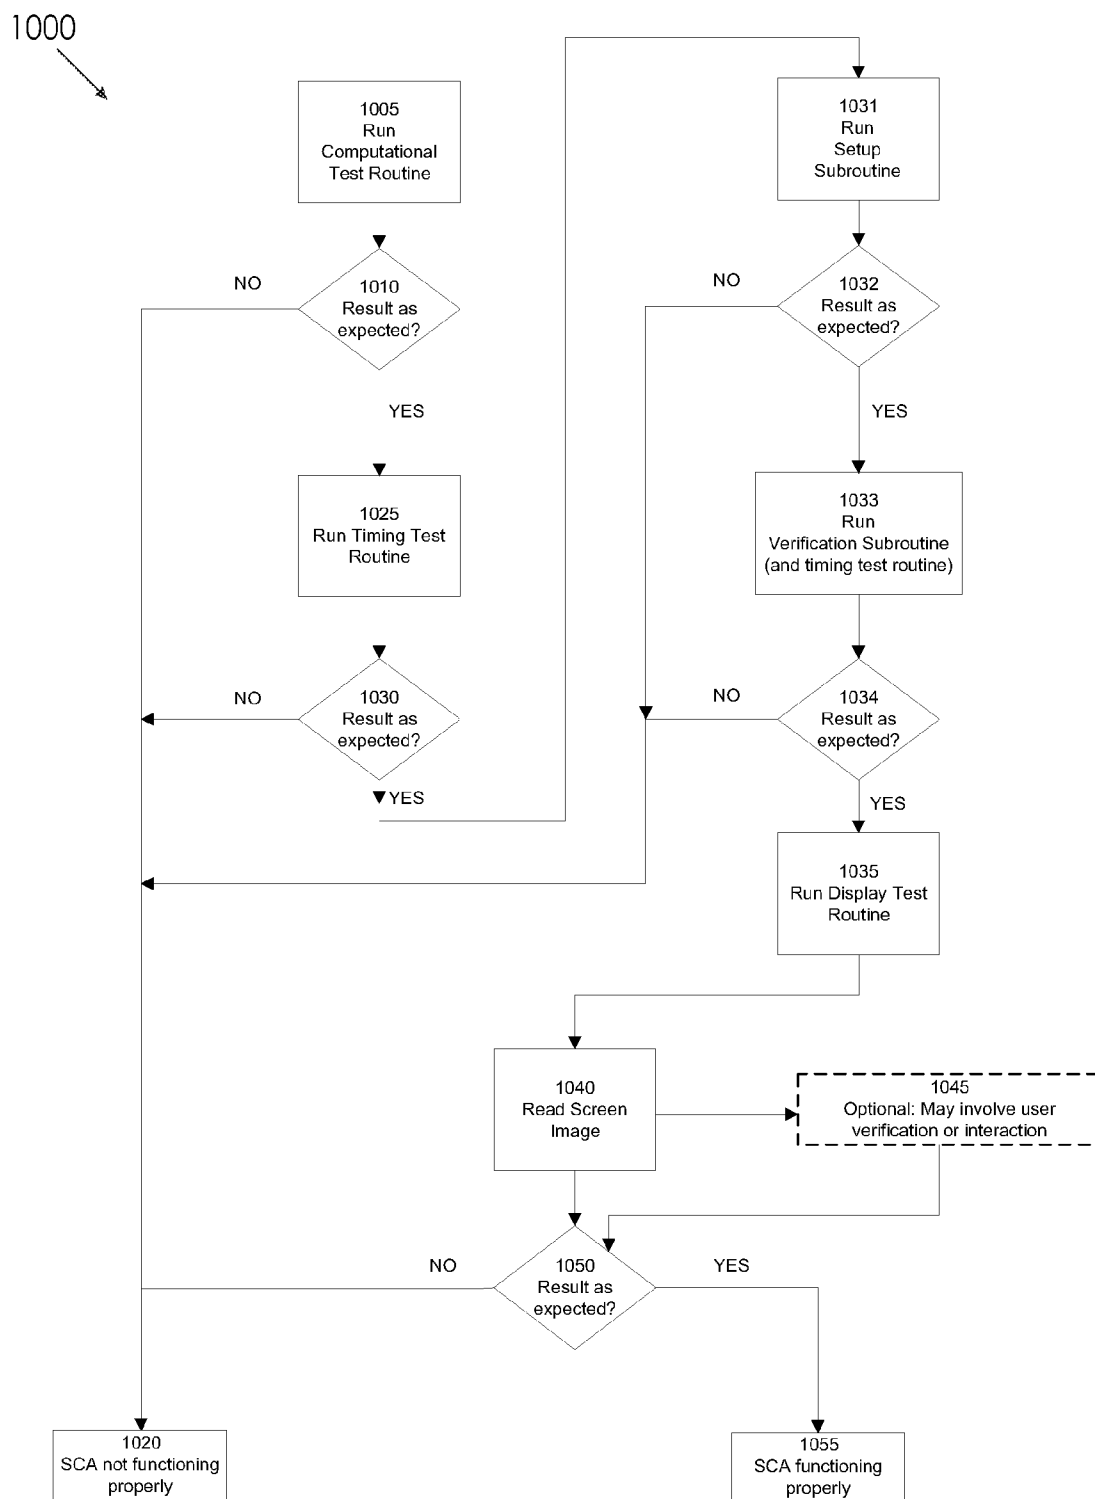 1000
1005
Run
Computational
Test Routine
NO
1010
Result as
expected?
YES
1025
Run Timing Test
Routine
NO
1030
Result as
expected?
YES
1031
Run
Setup
Subroutine
NO
1032
Result as
expected?
YES
1033
Run
Verification Subroutine
(and timing test routine)
NO
1034
Result as
expected?
YES
1035
Run Display Test
Routine
1040
Read Screen
Image
1045
Optional: May involve user
verification or interaction
NO
1050
Result as
expected?
YES
1020
SCA not functioning
properly
1055
SCA functioning
properly